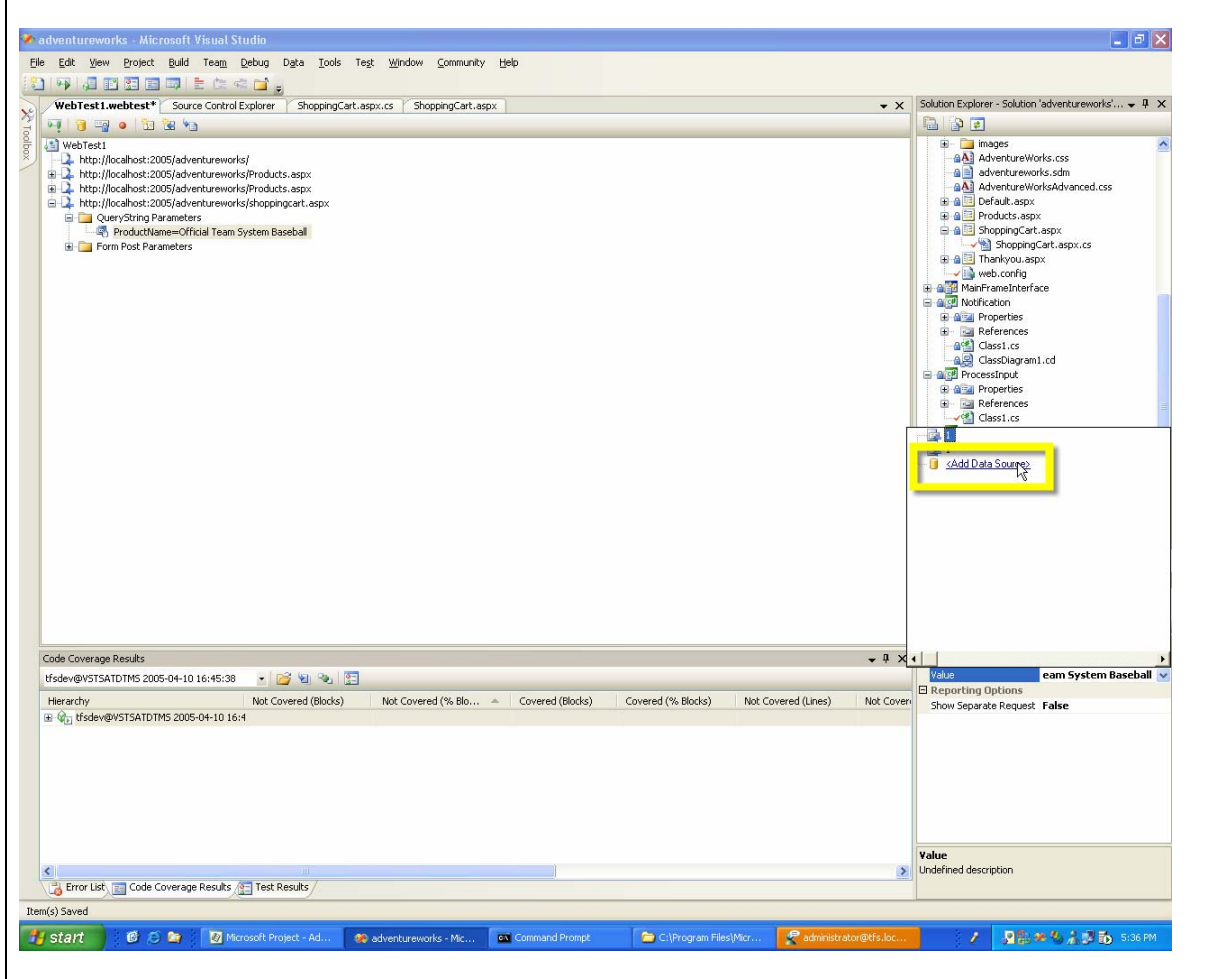 adventureworks - Microsoft Visual Studio
File Edit View Project Build Team Debug Data Tools Test Window Community Help
WebTest1.webtest* Source Control Explorer ShoppingCart.aspx.cs ShoppingCart.aspx
Toolbox
WebTest1
http://localhost:2005/adventureworks/
http://localhost:2005/adventureworks/Products.aspx
http://localhost:2005/adventureworks/Products.aspx
http://localhost:2005/adventureworks/shoppingcart.aspx
QueryString Parameters
ProductName=Official Team System Baseball
Form Post Parameters
Solution Explorer - Solution 'adventureworks'...
images
AdventureWorks.css
adventureworks.sdm
AdventureWorksAdvanced.css
Default.aspx
Products.aspx
ShoppingCart.aspx
ShoppingCart.aspx.cs
Thankyou.aspx
web.config
MainFrameInterface
Notification
Properties
References
Class1.cs
ClassDiagram1.cd
ProcessInput
Properties
References
Class1.cs
1
<Add Data Source>
Value eam System Baseball
Reporting Options
Show Separate Request False
Value
Undefined description
Code Coverage Results
tfsdev@VSTSATDTMS 2005-04-10 16:45:38
Hierarchy Not Covered (Blocks) Not Covered (% Blo... Covered (Blocks) Covered (% Blocks) Not Covered (Lines) Not Cover
tfsdev@VSTSATDTMS 2005-04-10 16:4
Error List Code Coverage Results Test Results
Item(s) Saved
start Microsoft Project - Ad... adventureworks - Mic... Command Prompt C:\Program Files\Micr... administrator@tfs.loc... 5:36 PM